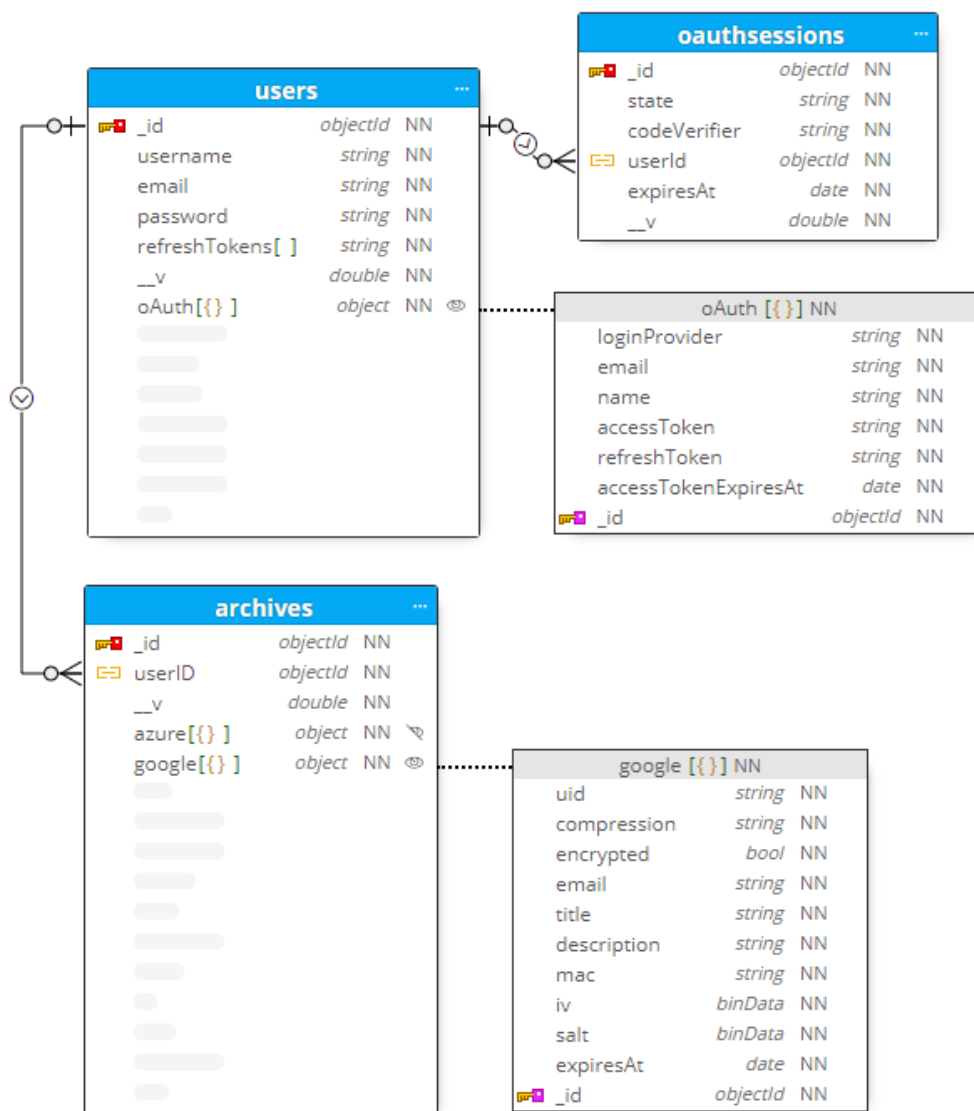 users
_id objectId NN
username string NN
email string NN
password string NN
refreshTokens[ ] string NN
__v double NN
oAuth[{} ] object NN
oauthsessions
_id objectId NN
state string NN
codeVerifier string NN
userId objectId NN
expiresAt date NN
__v double NN
oAuth [{}] NN
loginProvider string NN
email string NN
name string NN
accessToken string NN
refreshToken string NN
accessTokenExpiresAt date NN
_id objectId NN
archives
_id objectId NN
userID objectId NN
__v double NN
azure[{} ] object NN
google[{} ] object NN
google [{}] NN
uid string NN
compression string NN
encrypted bool NN
email string NN
title string NN
description string NN
mac string NN
iv binData NN
salt binData NN
expiresAt date NN
_id objectId NN